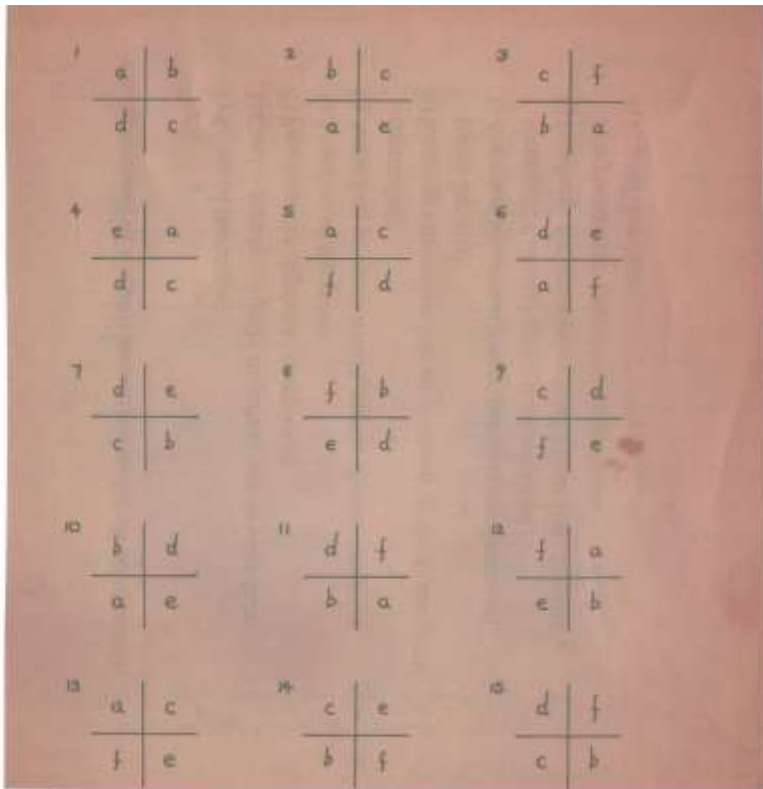 1 2 3
a b b c c f
d c a e b a
4 5 6
e a a c d e
d c f d a f
7 8 9
d e f b c d
c b e d f e
10 11 12
b d d f f a
a e b a e b
13 14 15
a c c e d f
f e b f c b